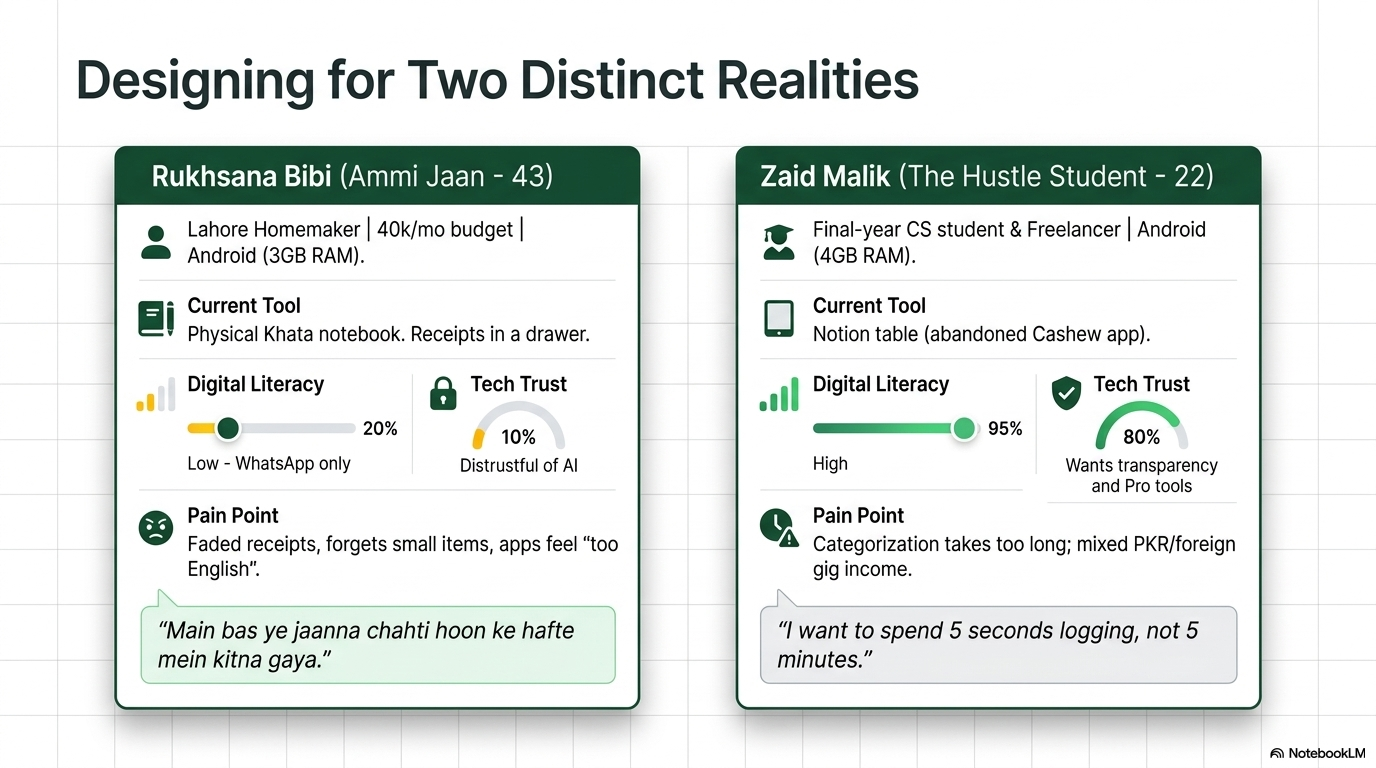 Designing for Two Distinct Realities
Rukhsana Bibi (Ammi Jaan - 43)
Lahore Homemaker | 40k/mo budget |
Android (3GB RAM).
Current Tool
Physical Khata notebook. Receipts in a drawer.
Digital Literacy
20%
Low - WhatsApp only
Tech Trust
10%
Distrustful of AI
Pain Point
Faded receipts, forgets small items, apps feel “too
English”.
“Main bas ye jaanna chahti hoon ke hafte
mein kitna gaya.”
Zaid Malik (The Hustle Student - 22)
Final-year CS student & Freelancer | Android
(4GB RAM).
Current Tool
Notion table (abandoned Cashew app).
Digital Literacy
95%
High
Tech Trust
80%
Wants transparency
and Pro tools
Pain Point
Categorization takes too long; mixed PKR/foreign
gig income.
“I want to spend 5 seconds logging, not 5
minutes.”
NotebookLM